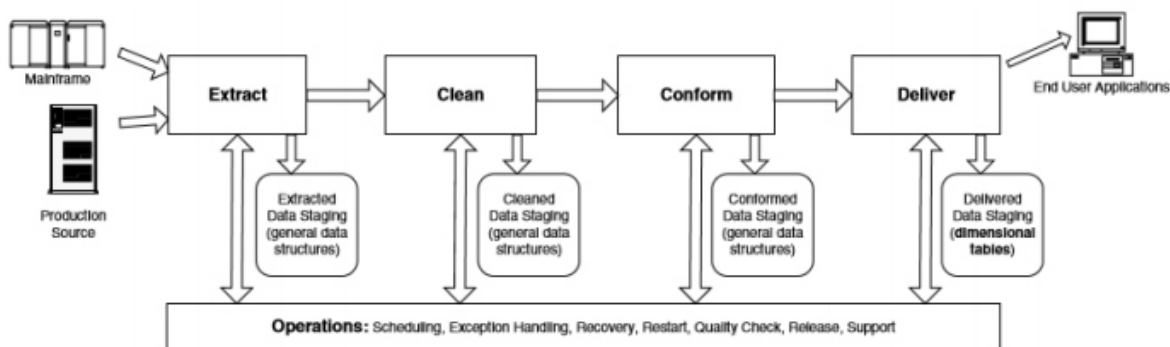 Mainframe
Production
Source
Extract
Clean
Conform
Deliver
End User Applications
Extracted
Data Staging
(general data
structures)
Cleaned
Data Staging
(general data
structures)
Conformed
Data Staging
(general data
structures)
Delivered
Data Staging
(dimensional
tables)
Operations: Scheduling, Exception Handling, Recovery, Restart, Quality Check, Release, Support